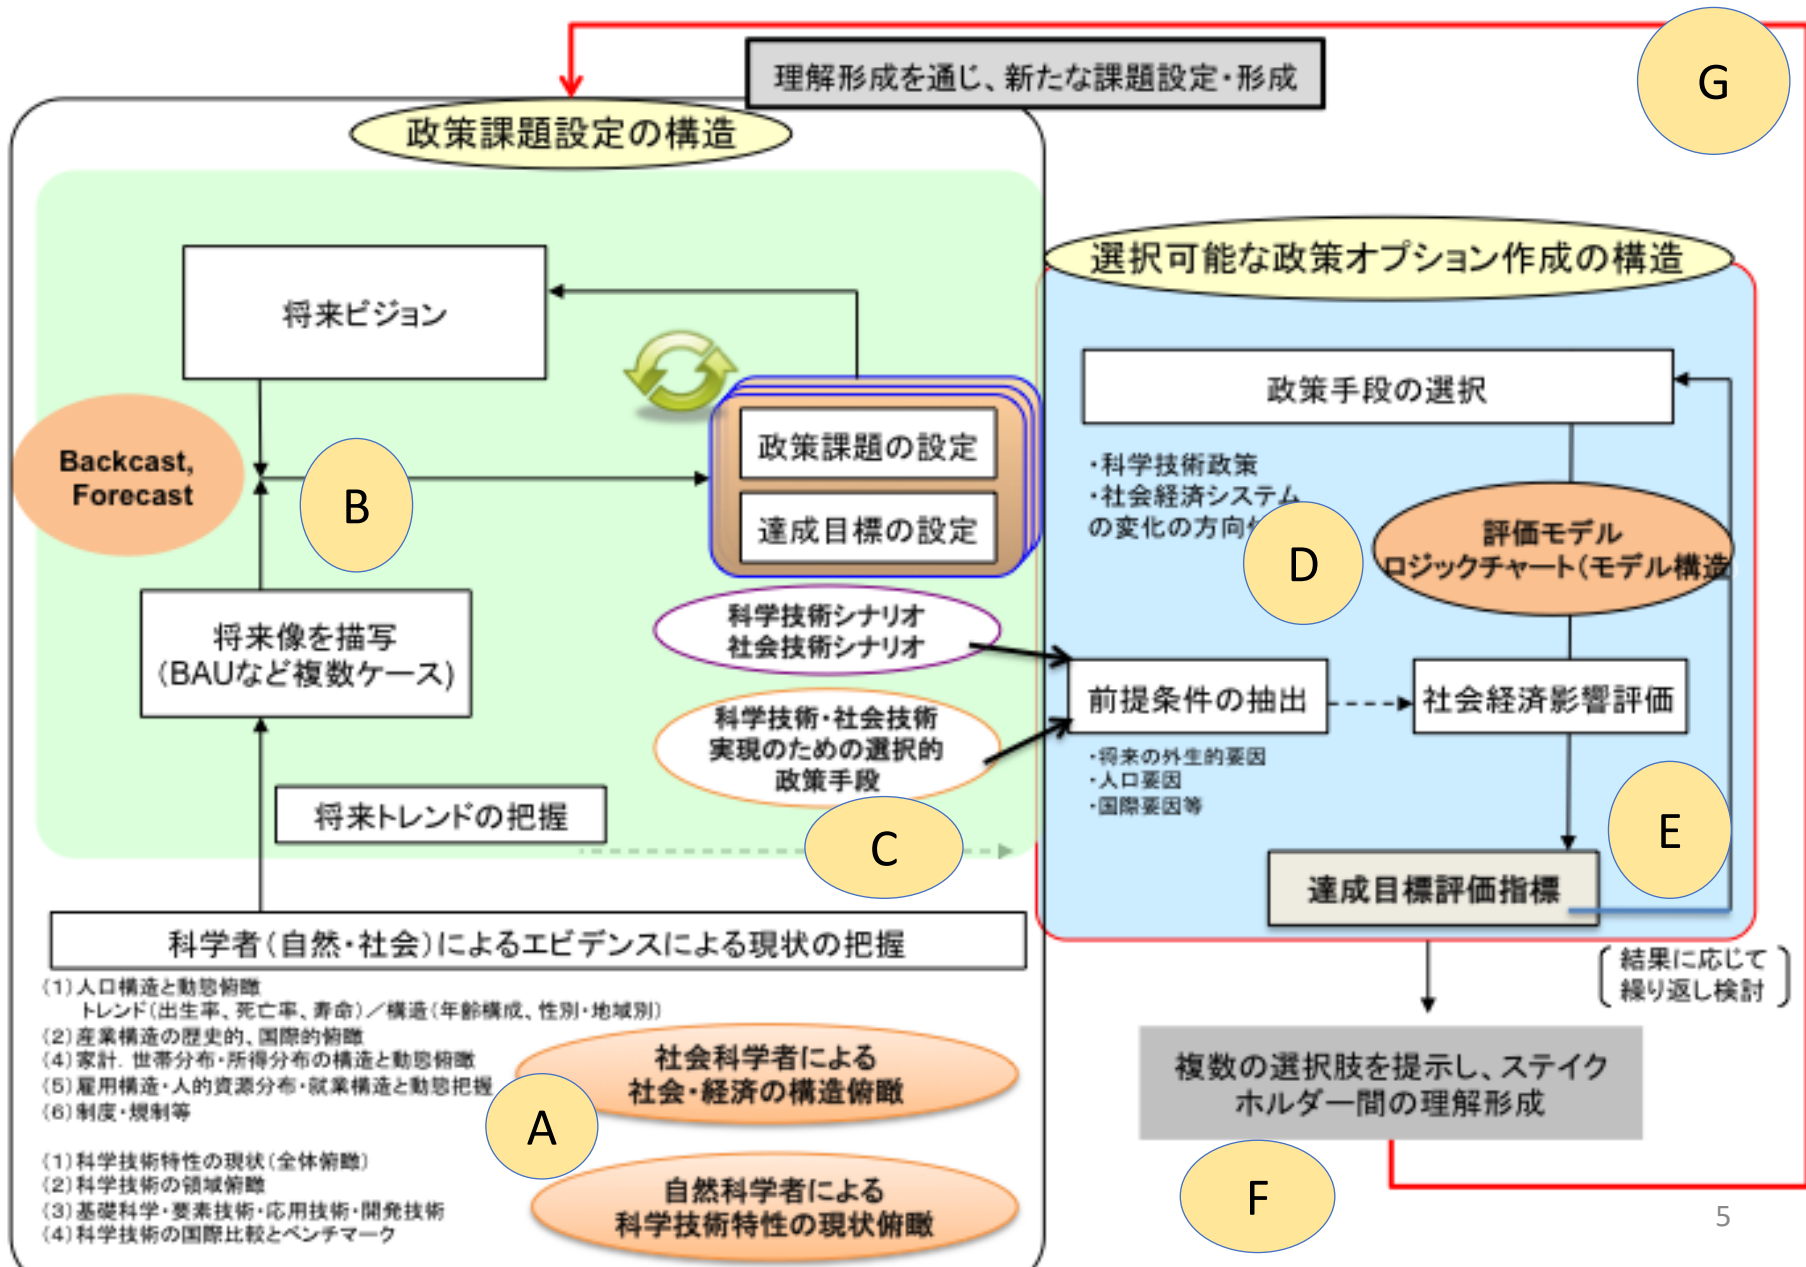 理解形成を通じ、新たな課題設定・形成
G
政策課題設定の構造
選択可能な政策オプション作成の構造
将来ビジョン
Backcast,
Forecast
B
政策課題の設定
達成目標の設定
将来像を描写
(BAUなど複数ケース)
科学技術シナリオ
社会技術シナリオ
科学技術・社会技術
実現のための選択的
政策手段
将来トレンドの把握
C
政策手段の選択
・科学技術政策
・社会経済システム
の変化の方向
D
評価モデル
ロジックチャート(モデル構造
前提条件の抽出
社会経済影響評価
・将来の外生的要因
・人口要因
・国際要因等
E
達成目標評価指標
科学者(自然・社会)によるエビデンスによる現状の把握
(1)人口構造と動態俯瞰
トレンド(出生率、死亡率、寿命)/構造(年齢構成、性別・地域別)
(2)産業構造の歴史的、国際的俯瞰
(4)家計．世帯分布・所得分布の構造と動態俯瞰
(5)雇用構造・人的資源分布・就業構造と動態把握
(6)制度・規制等
社会科学者による
社会・経済の構造俯瞰
A
(1)科学技術特性の現状(全体俯瞰)
(2)科学技術の領域俯瞰
(3)基礎科学・要素技術・応用技術・開発技術
(4)科学技術の国際比較とベンチマーク
自然科学者による
科学技術特性の現状俯瞰
結果に応じて
繰り返し検討
複数の選択肢を提示し、ステイク
ホルダー間の理解形成
F
5